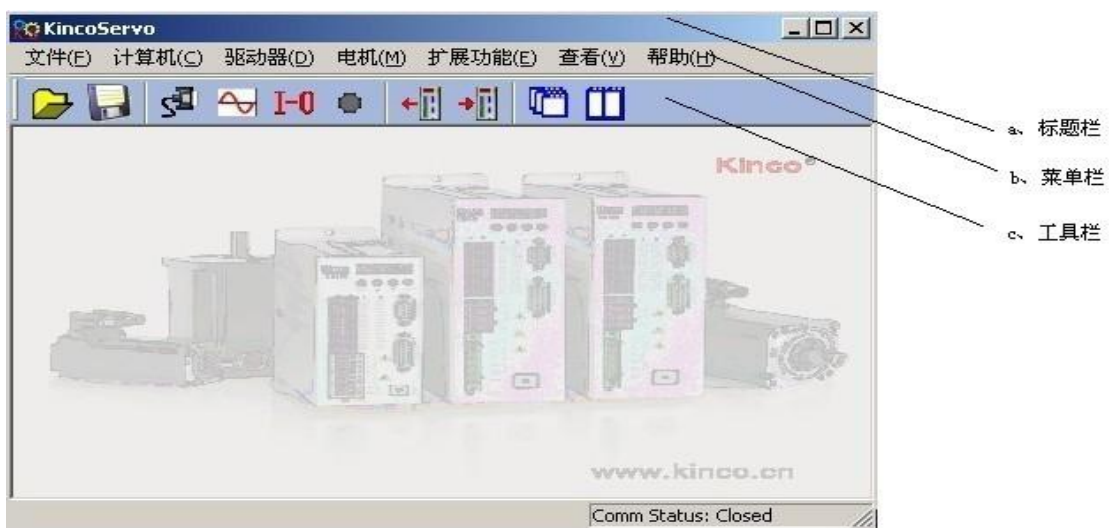 KincoServo
文件(F) 计算机(C) 驱动器(D) 电机(M) 扩展功能(E) 查看(V) 帮助(H)
I-0
a、标题栏
Kinco®
b、菜单栏
c、工具栏
www.kinco.cn
Comm Status: Closed